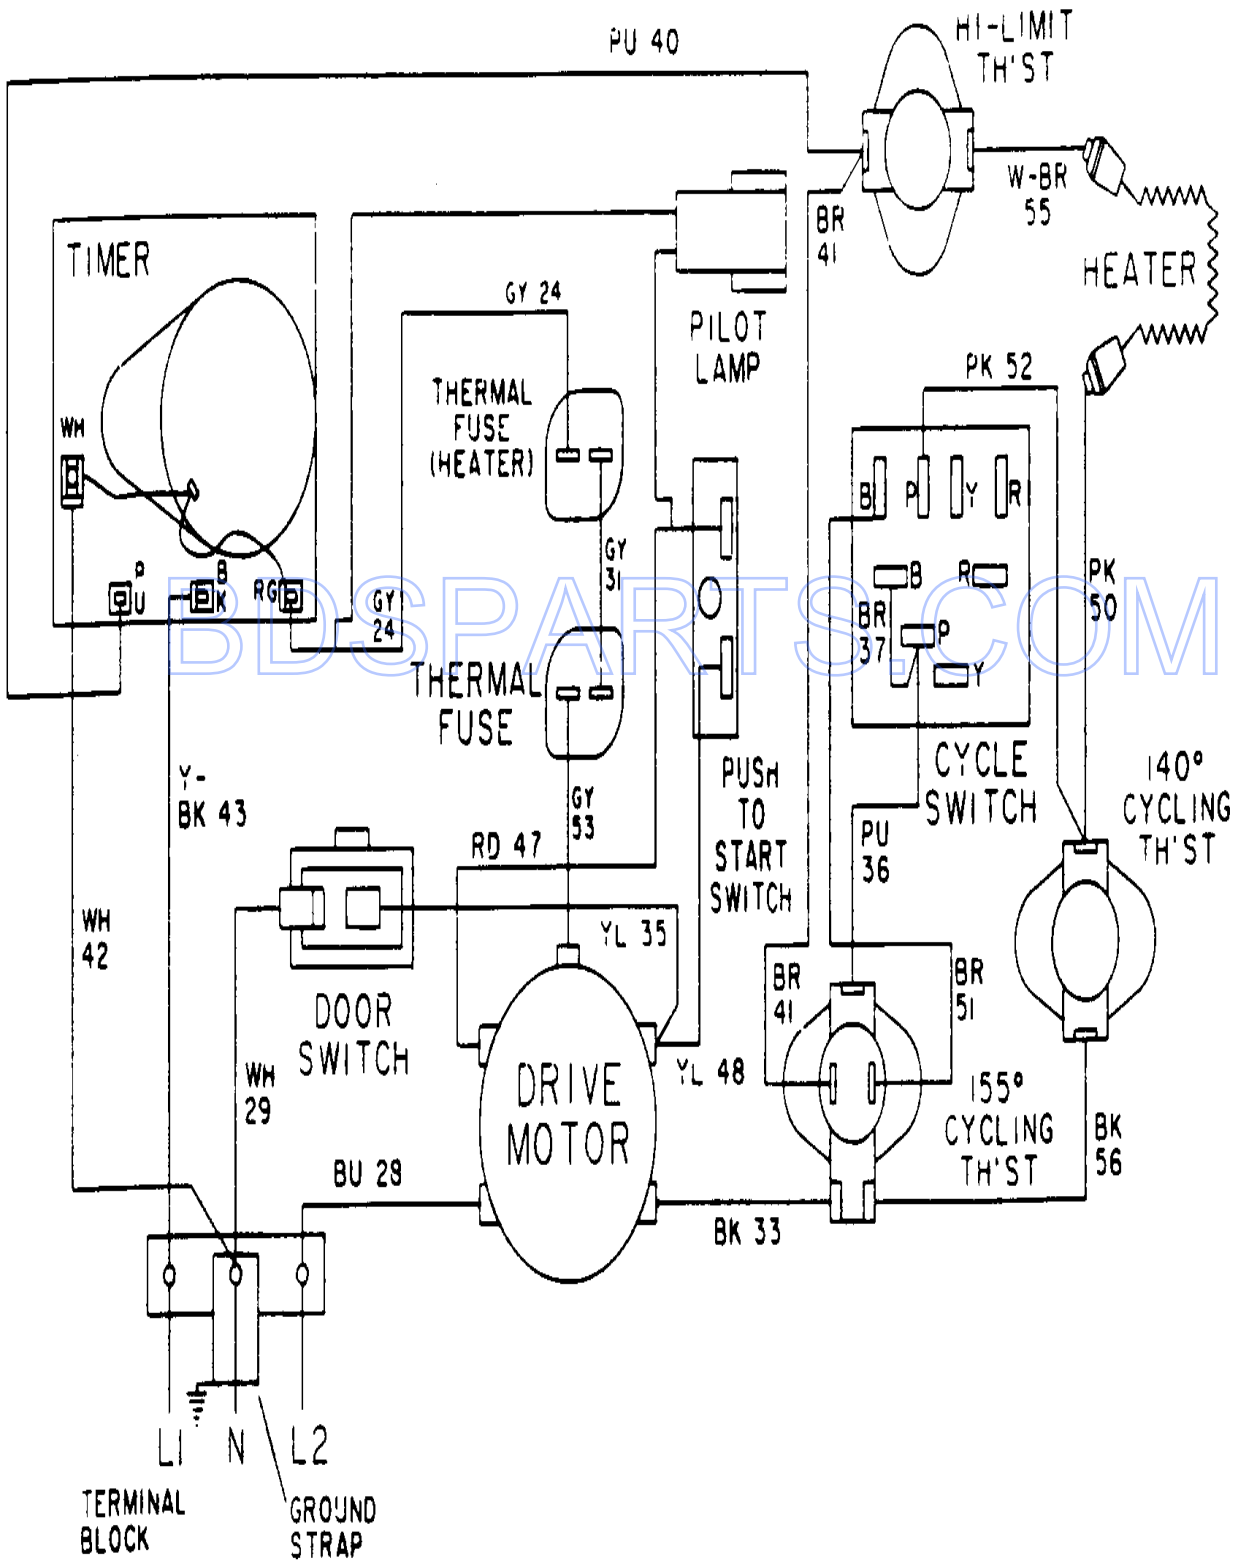 PU 40
HI-LIMIT
TH'ST
W-BR
55
BR
41
HEATER
TIMER
GY 24
PILOT
LAMP
PK 52
THERMAL
FUSE
(HEATER)
WH
B
P
Y
R
GY
31
P
U
B
K
RG
GY
24
B
R
BR
37
P
Y
PK
50
BDSPARTS.COM
THERMAL
FUSE
CYCLE
SWITCH
140°
CYCLING
TH'ST
Y-
BK 43
GY
53
PUSH
TO
START
SWITCH
RD 47
PU
36
WH
42
YL 35
BR
41
BR
51
DOOR
SWITCH
WH
29
DRIVE
MOTOR
YL 48
155°
CYCLING
TH'ST
BK
56
BU 28
BK 33
L1
N
L2
TERMINAL
BLOCK
GROUND
STRAP